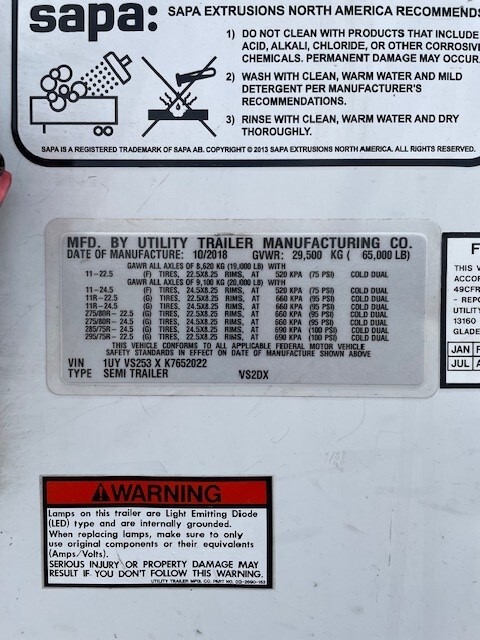 sapa:
SAPA EXTRUSIONS NORTH AMERICA RECOMMENDS
1) DO NOT CLEAN WITH PRODUCTS THAT INCLUDE
ACID, ALKALI, CHLORIDE, OR OTHER CORROSIVE
CHEMICALS. PERMANENT DAMAGE MAY OCCUR.
2) WASH WITH CLEAN, WARM WATER AND MILD
DETERGENT PER MANUFACTURER'S
RECOMMENDATIONS.
3) RINSE WITH CLEAN, WARM WATER AND DRY
THOROUGHLY.
SAPA IS A REGISTERED TRADEMARK OF SAPA AB. COPYRIGHT © 2013 SAPA EXTRUSIONS NORTH AMERICA. ALL RIGHTS RESERVED.
MFD. BY UTILITY TRAILER MANUFACTURING CO.
DATE OF MANUFACTURE: 10/2018 GVWR: 29,500 KG ( 65,000 LB)
GAWR ALL AXLES OF 8,620 KG (19,000 LB) WITH
11-22.5 (F) TIRES, 22.5X8.25 RIMS, AT 520 KPA (75 PSI) COLD DUAL
GAWR ALL AXLES OF 9,100 KG (20,000 LB) WITH
11-24.5 (F) TIRES, 24.5X8.25 RIMS, AT 520 KPA (75 PSI) COLD DUAL
11R-22.5 (G) TIRES, 22.5X8.25 RIMS, AT 660 KPA (95 PSI) COLD DUAL
11R-24.5 (G) TIRES, 24.5X8.25 RIMS, AT 660 KPA (95 PSI) COLD DUAL
275/80R-22.5 (G) TIRES, 22.5X8.25 RIMS, AT 660 KPA (95 PSI) COLD DUAL
275/80R-24.5 (G) TIRES, 24.5X8.25 RIMS, AT 660 KPA (95 PSI) COLD DUAL
285/75R-24.5 (G) TIRES, 24.5X8.25 RIMS, AT 690 KPA (100 PSI) COLD DUAL
295/75R-22.5 (G) TIRES, 22.5X8.25 RIMS, AT 690 KPA (100 PSI) COLD DUAL
THIS VEHICLE CONFORMS TO ALL APPLICABLE FEDERAL MOTOR VEHICLE
SAFETY STANDARDS IN EFFECT ON DATE OF MANUFACTURE SHOWN ABOVE
VIN 1UY VS253 X K7652022
TYPE SEMI TRAILER VS2DX
F
THIS V
ACCOR
49CFR
- REPO
UTILITY
13160
GLADE
JAN F
JUL A
WARNING
Lamps on this trailer are Light Emitting Diode
(LED) type and are internally grounded.
When replacing lamps, make sure to only
use original components or their equivalents
(Amps/Volts).
SERIOUS INJURY OR PROPERTY DAMAGE MAY
RESULT IF YOU DON'T FOLLOW THIS WARNING.
UTILITY TRAILER MFG. CO. PART NO.